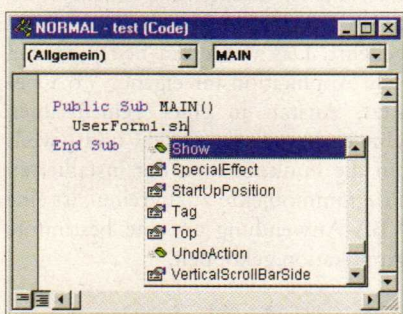 NORMAL - test (Code)
(Allgemein) MAIN
Public Sub MAIN()
UserForm1.sh
End Sub
Show
SpecialEffect
StartUpPosition
Tag
Top
UndoAction
VerticalScrollBarSide